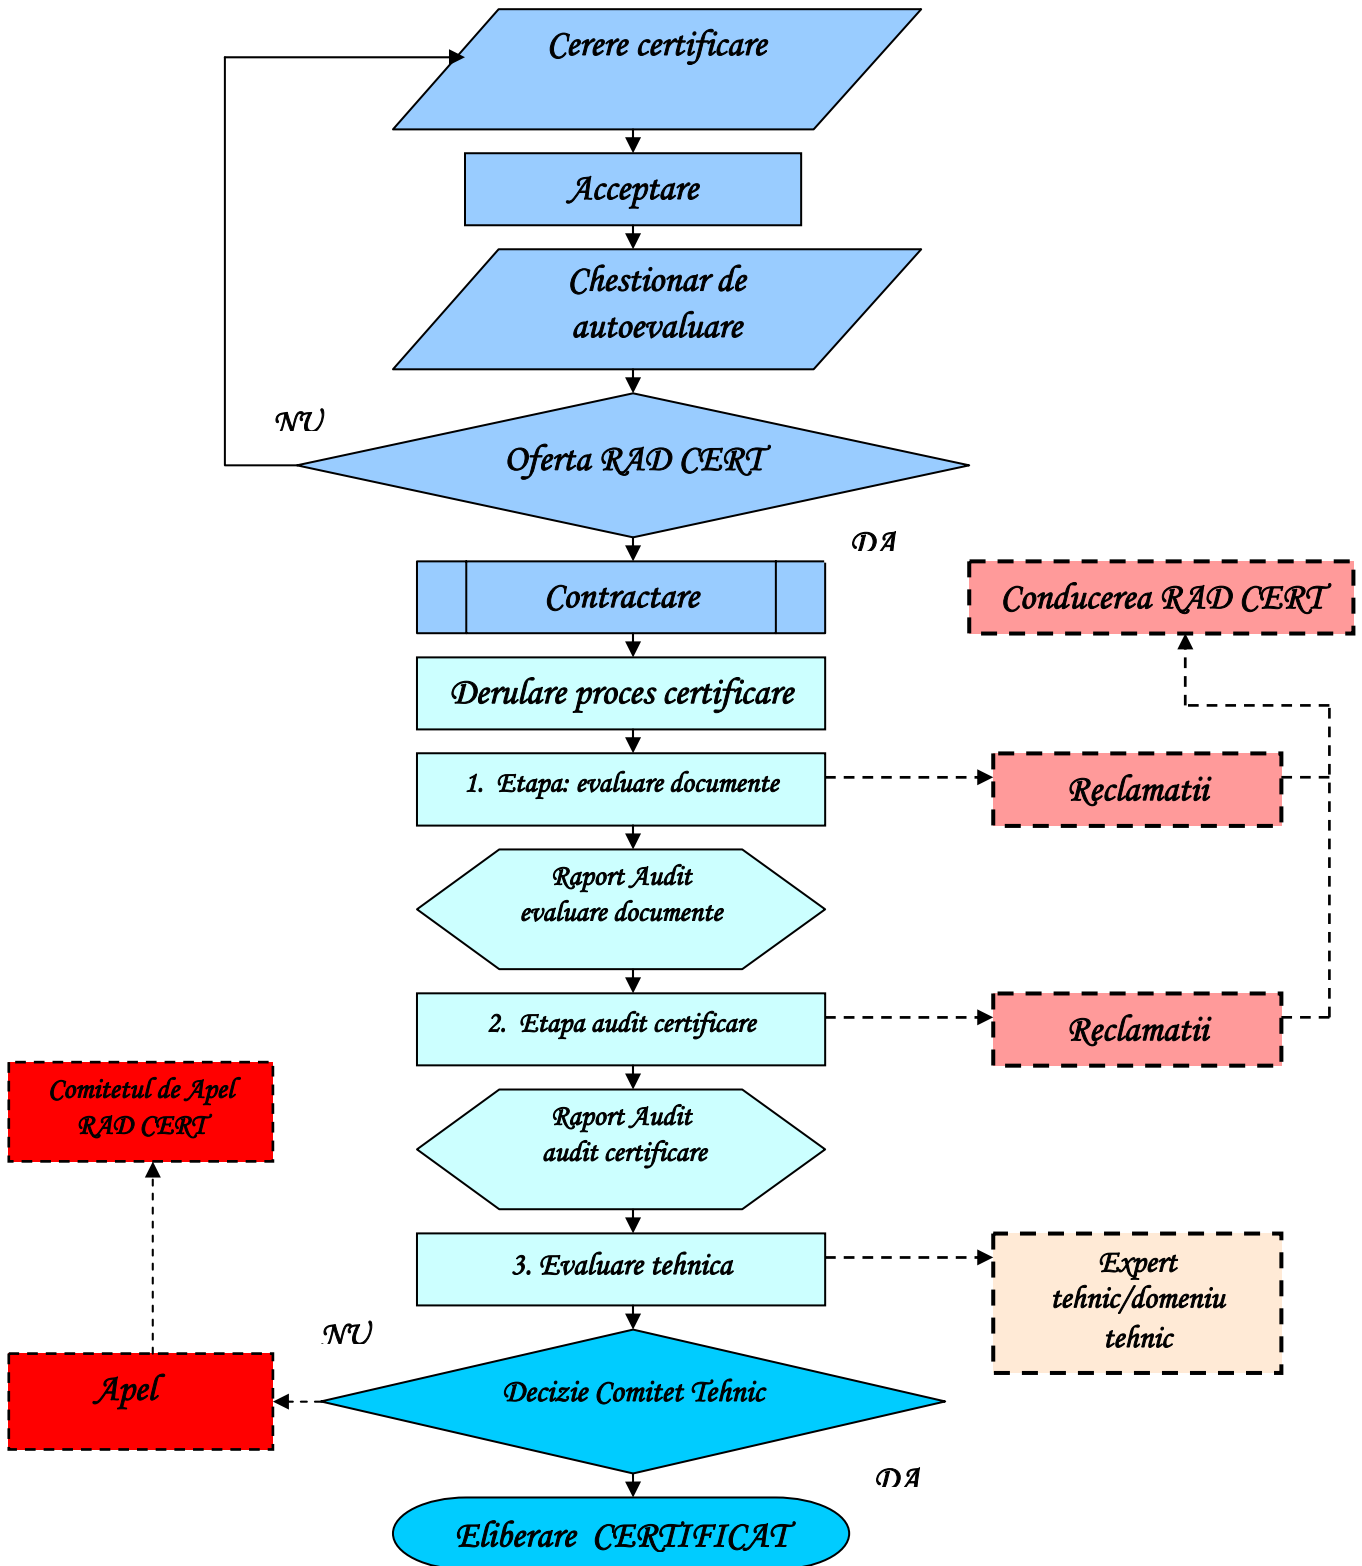 Cerere certificare
Acceptare
Chestionar de
autoevaluare
NU
Oferta RAD CERT
DA
Contractare
Conducerea RAD CERT
Derulare proces certificare
1. Etapa: evaluare documente
Reclamatii
Raport Audit
evaluare documente
2. Etapa audit certificare
Reclamatii
Comitetul de Apel
RAD CERT
Raport Audit
audit certificare
3. Evaluare tehnica
Expert
tehnic/domeniu
tehnic
NU
Apel
Decizie Comitet Tehnic
DA
Eliberare CERTIFICAT